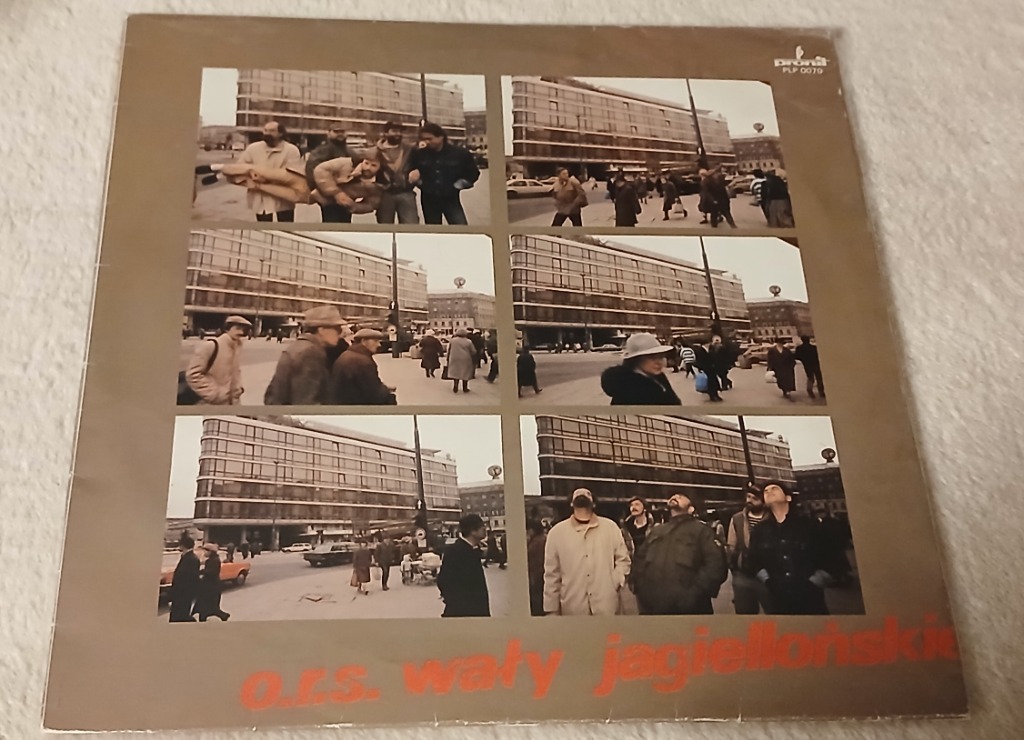 pronit
PLP 0079
o.r.s. wały jagiellońskie